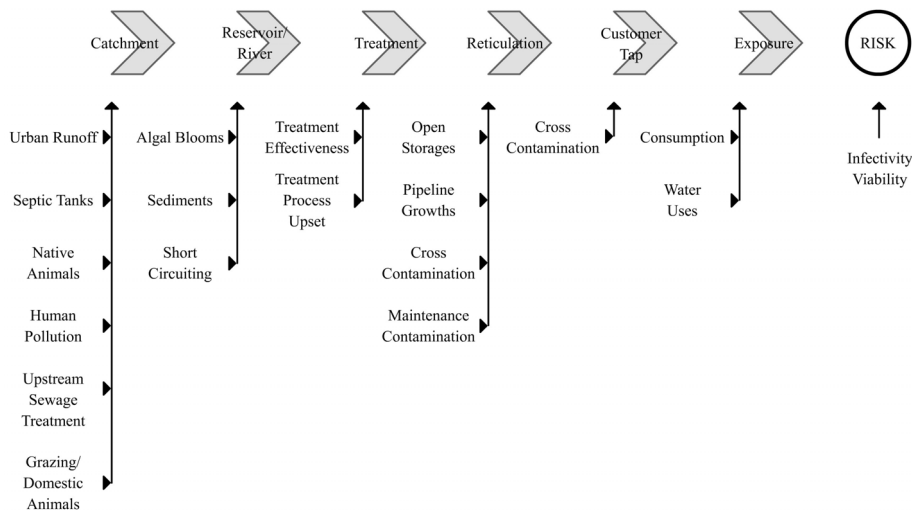 Catchment
Reservoir/
River
Treatment
Reticulation
Customer
Tap
Exposure
RISK
Urban Runoff
Septic Tanks
Native
Animals
Human
Pollution
Upstream
Sewage
Treatment
Grazing/
Domestic
Animals
Algal Blooms
Sediments
Short
Circuiting
Treatment
Effectiveness
Treatment
Process
Upset
Open
Storages
Pipeline
Growths
Cross
Contamination
Maintenance
Contamination
Cross
Contamination
Consumption
Water
Uses
Infectivity
Viability